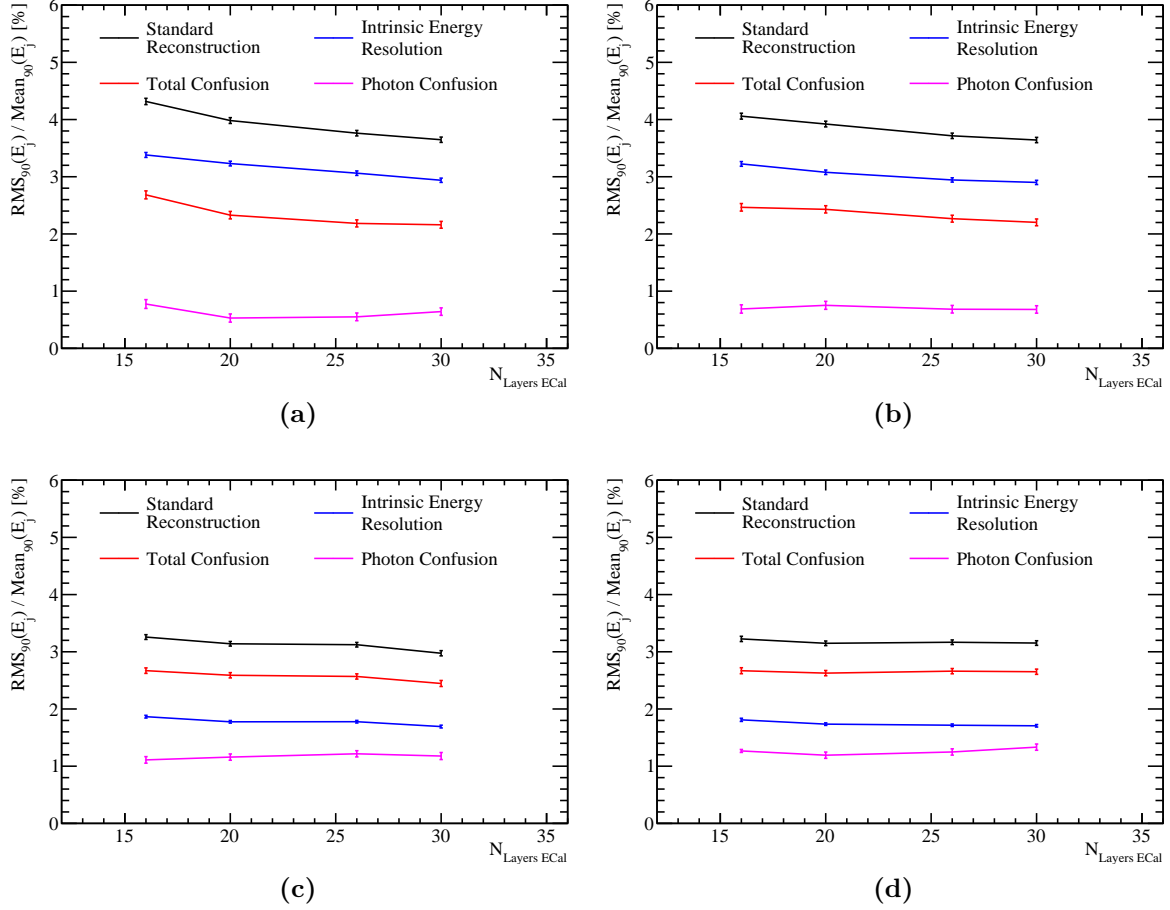 RMS90(Ej) / Mean90(Ej) [%]
Standard Reconstruction
Intrinsic Energy Resolution
Total Confusion
Photon Confusion
6
5
4
3
2
1
0
15 20 25 30 35
NLayers ECal
(a)
RMS90(Ej) / Mean90(Ej) [%]
Standard Reconstruction
Intrinsic Energy Resolution
Total Confusion
Photon Confusion
6
5
4
3
2
1
0
15 20 25 30 35
NLayers ECal
(b)
RMS90(Ej) / Mean90(Ej) [%]
Standard Reconstruction
Intrinsic Energy Resolution
Total Confusion
Photon Confusion
6
5
4
3
2
1
0
15 20 25 30 35
NLayers ECal
(c)
RMS90(Ej) / Mean90(Ej) [%]
Standard Reconstruction
Intrinsic Energy Resolution
Total Confusion
Photon Confusion
6
5
4
3
2
1
0
15 20 25 30 35
NLayers ECal
(d)